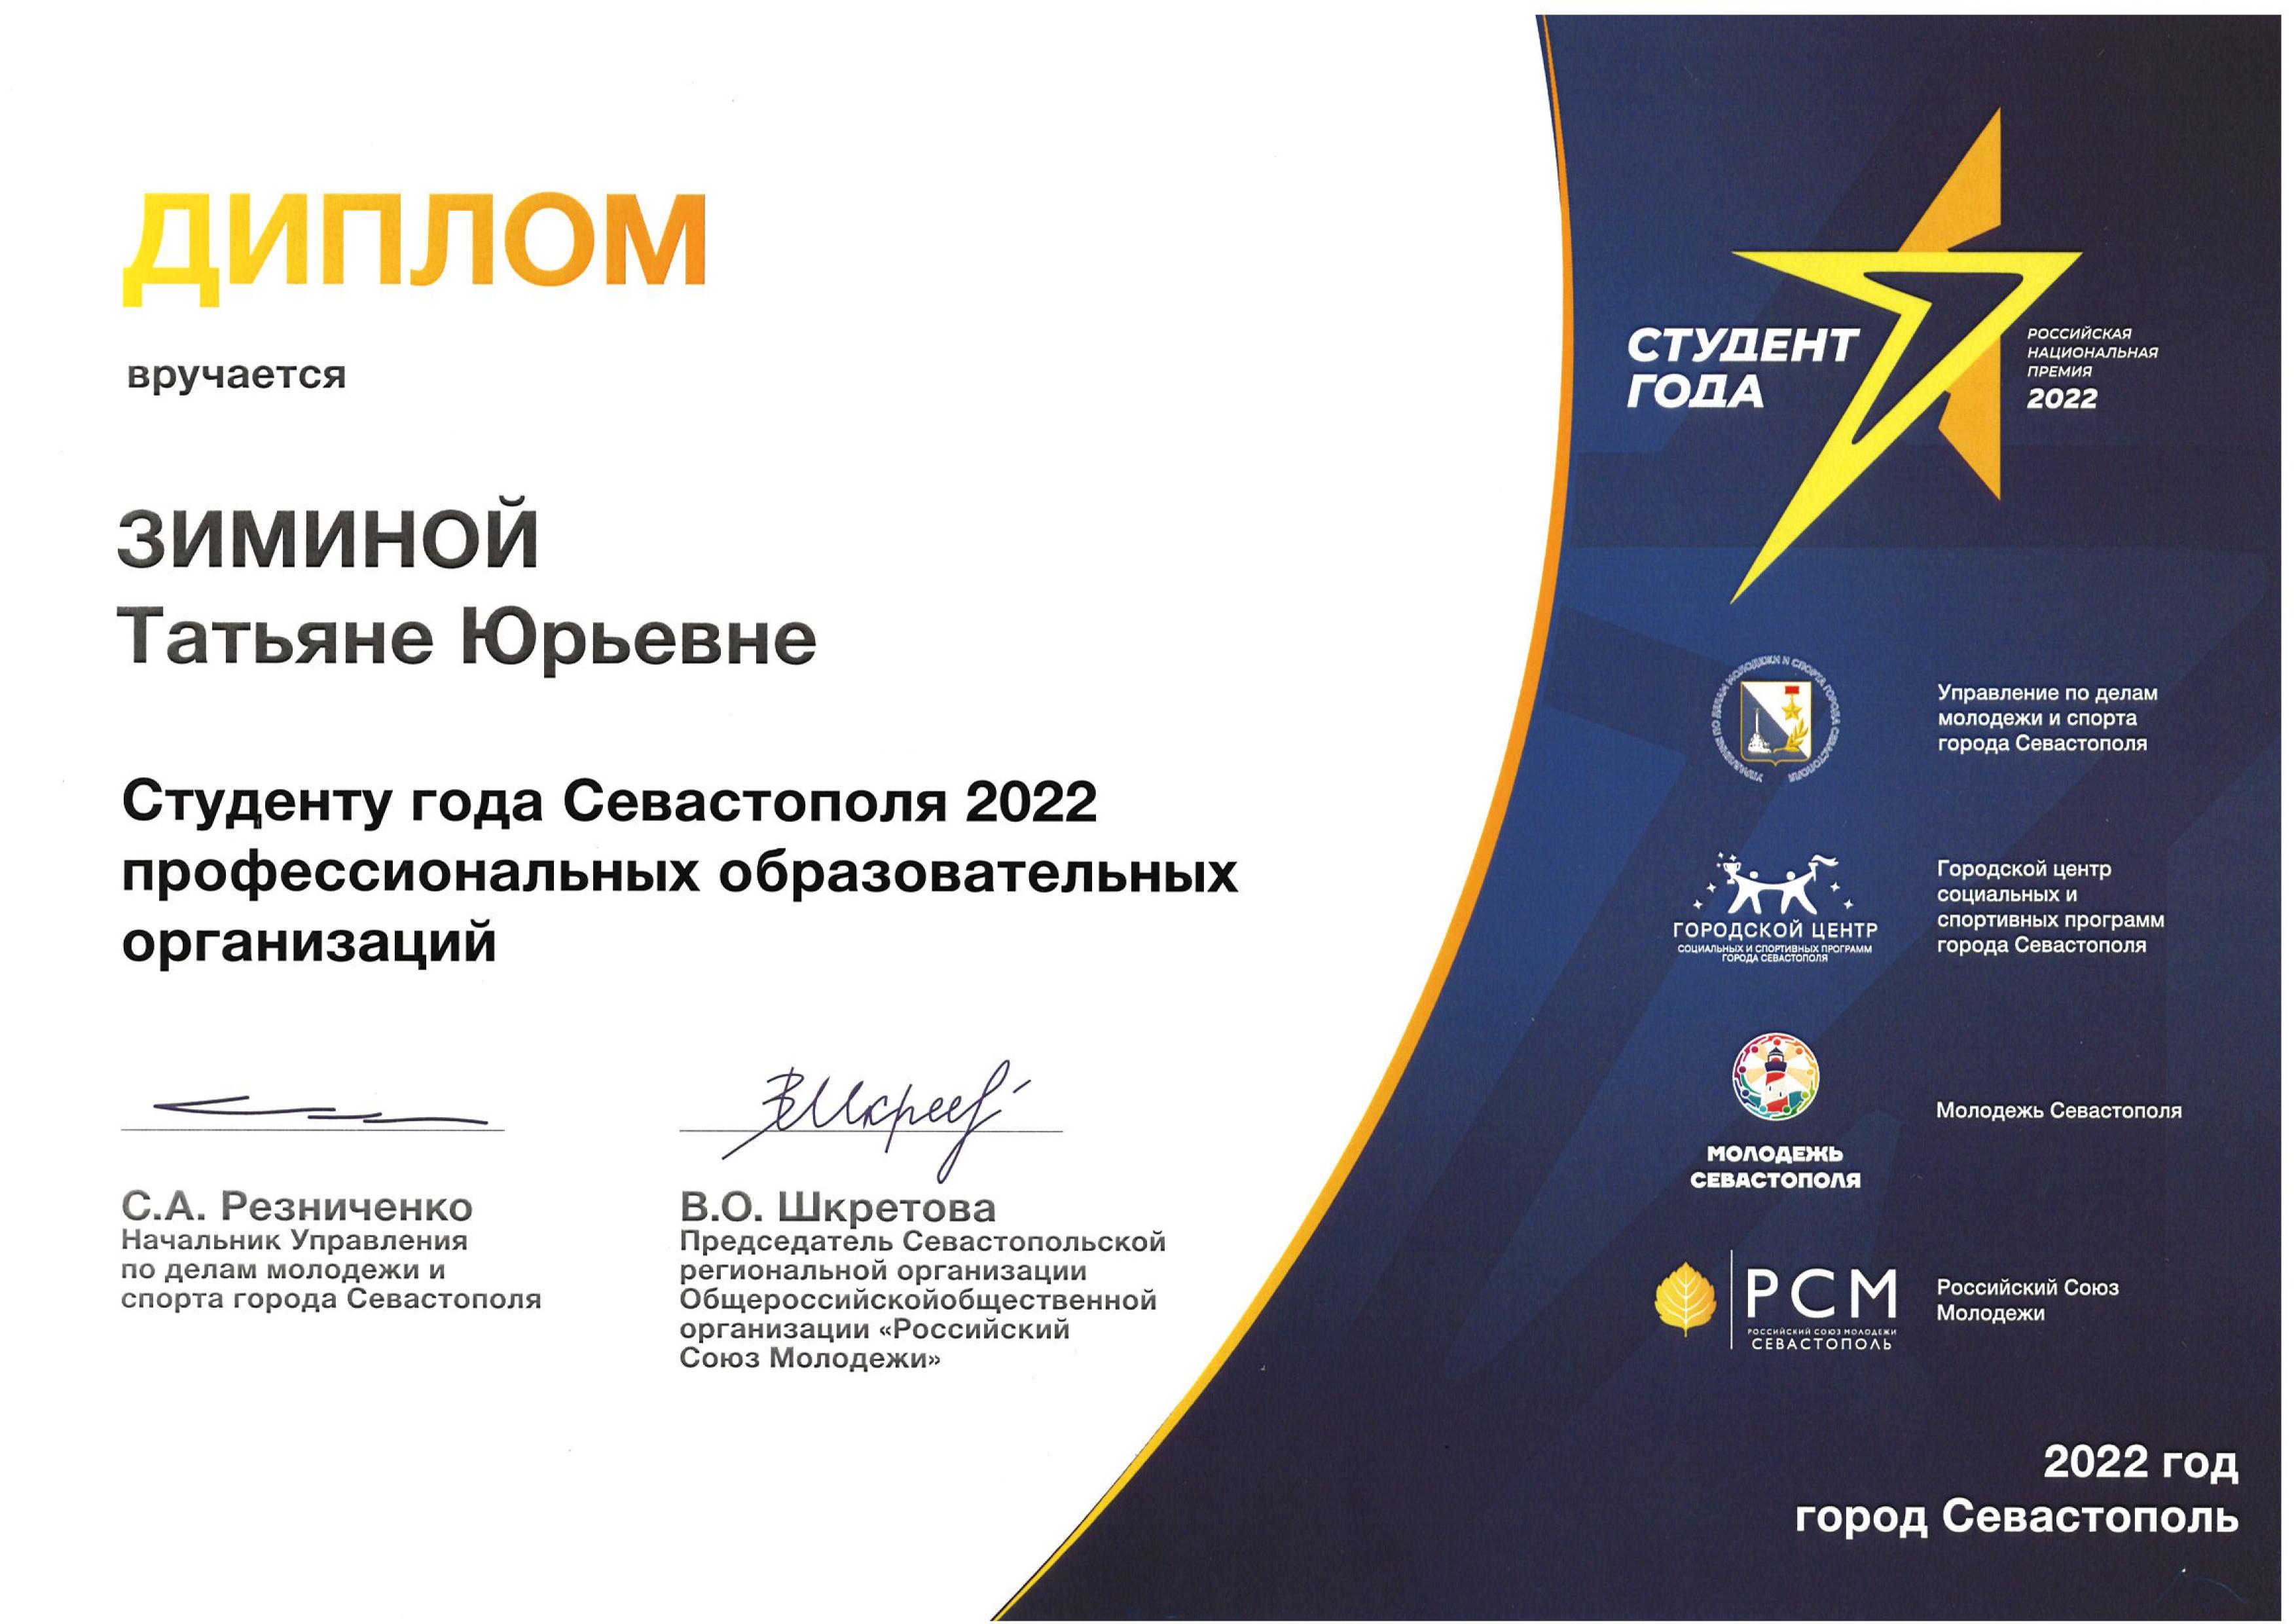 ДИПЛОМ
вручается
ЗИМИНОЙ
Татьяне Юрьевне
Студенту года Севастополя 2022
профессиональных образовательных
организаций
С.А. Резниченко
Начальник Управления
по делам молодежи и
спорта города Севастополя
В.О. Шкретова
Председатель Севастопольской
региональной организации
Общероссийскойобщественной
организации «Российский
Союз Молодежи»
СТУДЕНТ
ГОДА
РОССИЙСКАЯ
НАЦИОНАЛЬНАЯ
ПРЕМИЯ
2022
УПРАВЛЕНИЕ ПО ДЕЛАМ МОЛОДЕЖИ И СПОРТА ГОРОДА СЕВАСТОПОЛЯ
Управление по делам
молодежи и спорта
города Севастополя
ГОРОДСКОЙ ЦЕНТР
СОЦИАЛЬНЫХ И СПОРТИВНЫХ ПРОГРАММ
ГОРОДА СЕВАСТОПОЛЯ
Городской центр
социальных и
спортивных программ
города Севастополя
МОЛОДЕЖЬ
СЕВАСТОПОЛЯ
Молодежь Севастополя
РСМ
РОССИЙСКИЙ СОЮЗ МОЛОДЕЖИ
СЕВАСТОПОЛЬ
Российский Союз
Молодежи
2022 год
город Севастополь